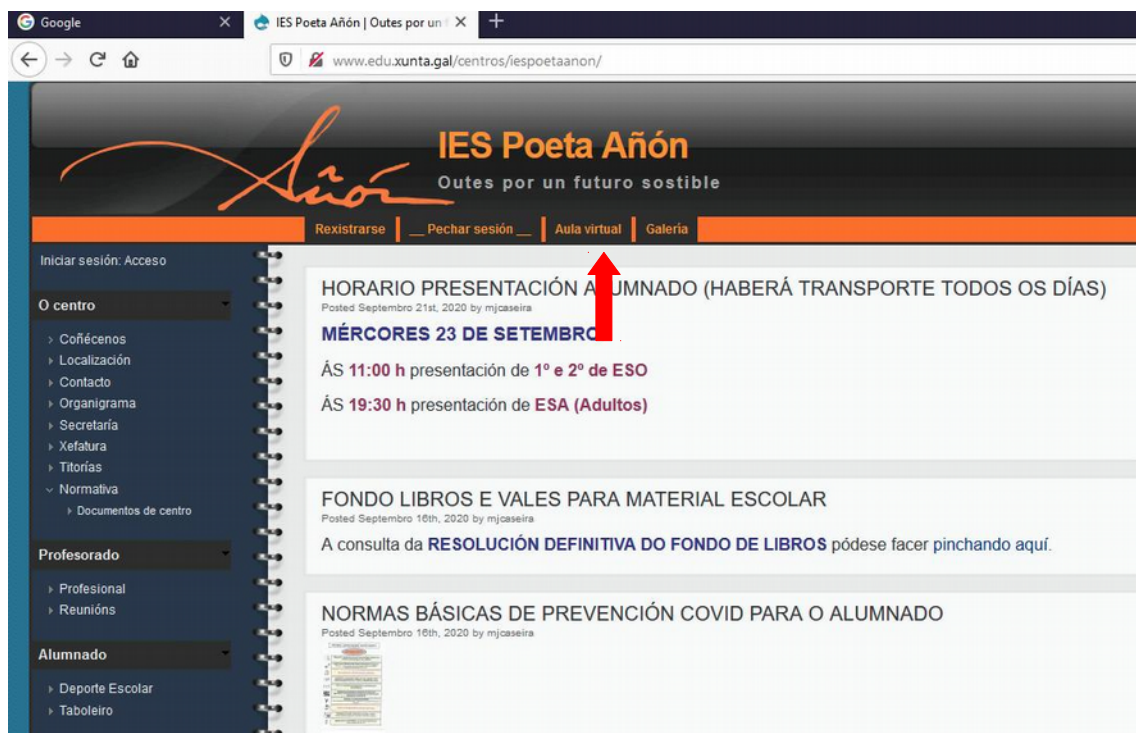 Google
IES Poeta Añón | Outes por un f
www.edu.xunta.gal/centros/iespoetaanon/
Añón
IES Poeta Añón
Outes por un futuro sostible
Rexistrarse
__ Pechar sesión __
Aula virtual
Galería
Iniciar sesión: Acceso
O centro
Coñécenos
Localización
Contacto
Organigrama
Secretaría
Xefatura
Titorías
Normativa
Documentos de centro
Profesorado
Profesional
Reunións
Alumnado
Deporte Escolar
Taboleiro
HORARIO PRESENTACIÓN ALUMNADO (HABERÁ TRANSPORTE TODOS OS DÍAS)
Posted Septembro 21st, 2020 by mjcaseira
MÉRCORES 23 DE SETEMBRO
ÁS 11:00 h presentación de 1º e 2º de ESO
ÁS 19:30 h presentación de ESA (Adultos)
FONDO LIBROS E VALES PARA MATERIAL ESCOLAR
Posted Septembro 16th, 2020 by mjcaseira
A consulta da RESOLUCIÓN DEFINITIVA DO FONDO DE LIBROS pódese facer pinchando aquí.
NORMAS BÁSICAS DE PREVENCIÓN COVID PARA O ALUMNADO
Posted Septembro 16th, 2020 by mjcaseira